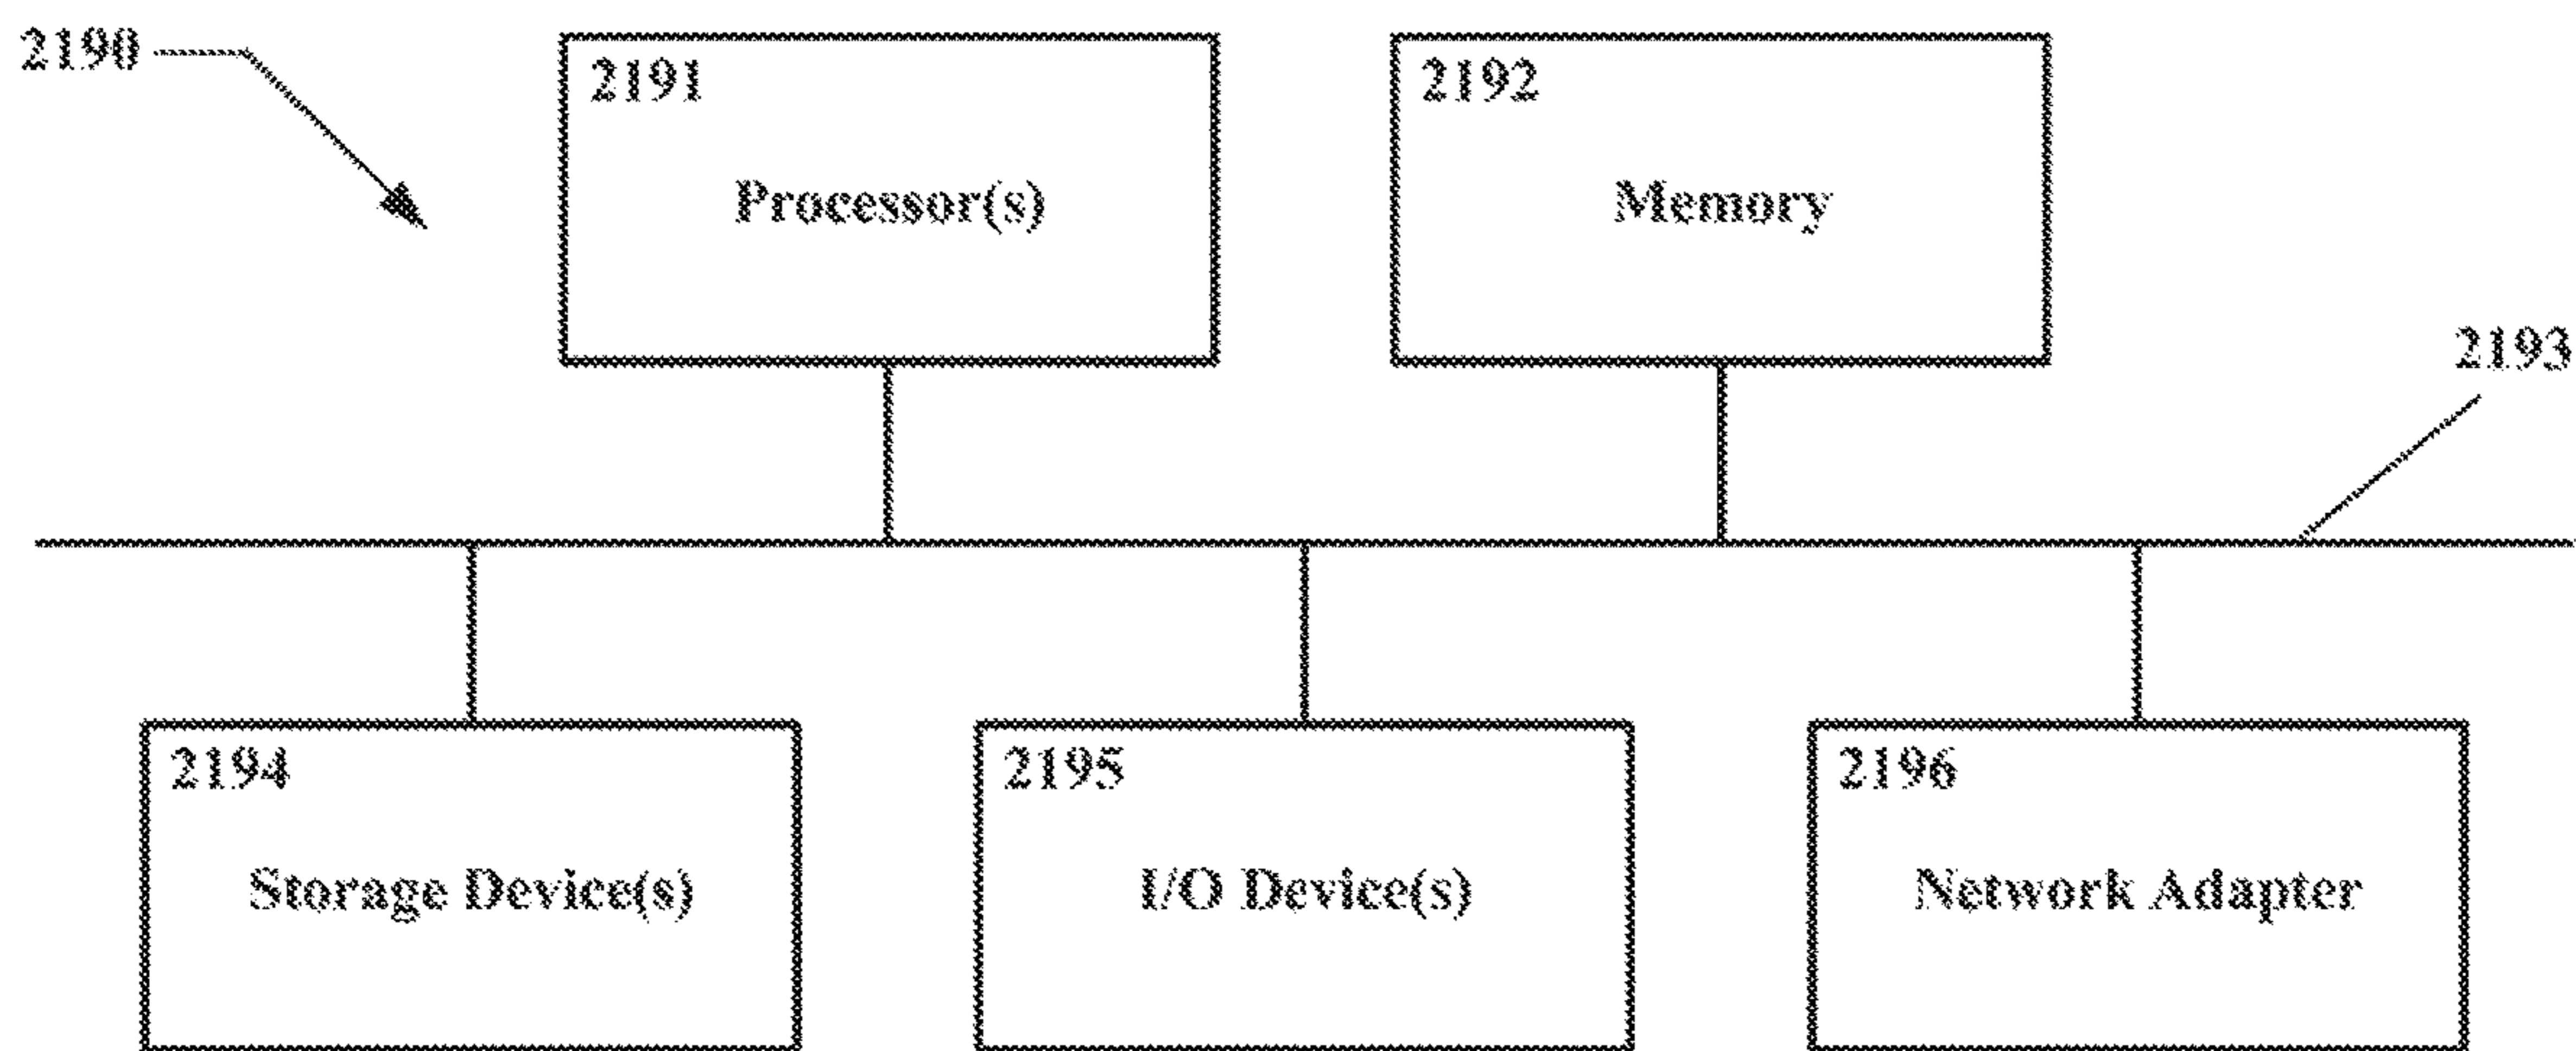 2190
2191
Processor(s)
2192
Memory
2193
2194
Storage Device(s)
2195
I/O Device(s)
2196
Network Adapter